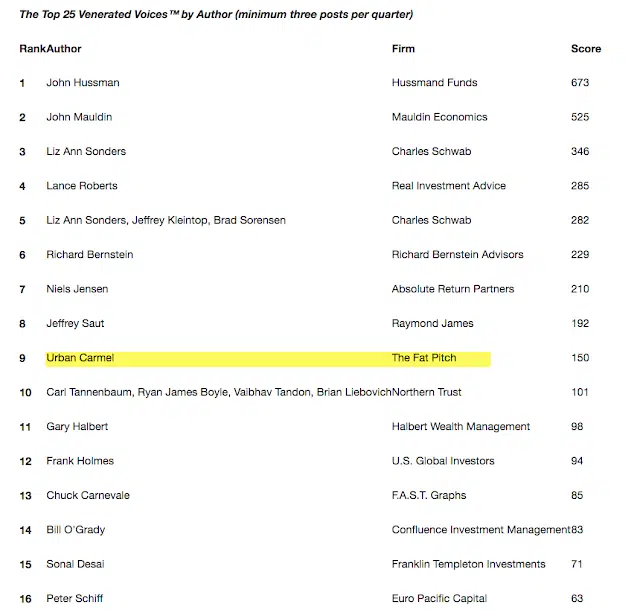 The Top 25 Venerated Voices™ by Author (minimum three posts per quarter)
RankAuthor Firm Score
1 John Hussman Hussmand Funds 673
2 John Mauldin Mauldin Economics 525
3 Liz Ann Sonders Charles Schwab 346
4 Lance Roberts Real Investment Advice 285
5 Liz Ann Sonders, Jeffrey Kleintop, Brad Sorensen Charles Schwab 282
6 Richard Bernstein Richard Bernstein Advisors 229
7 Niels Jensen Absolute Return Partners 210
8 Jeffrey Saut Raymond James 192
9 Urban Carmel The Fat Pitch 150
10 Carl Tannenbaum, Ryan James Boyle, Vaibhav Tandon, Brian LiebovichNorthern Trust 101
11 Gary Halbert Halbert Wealth Management 98
12 Frank Holmes U.S. Global Investors 94
13 Chuck Carnevale F.A.S.T. Graphs 85
14 Bill O'Grady Confluence Investment Management83
15 Sonal Desai Franklin Templeton Investments 71
16 Peter Schiff Euro Pacific Capital 63